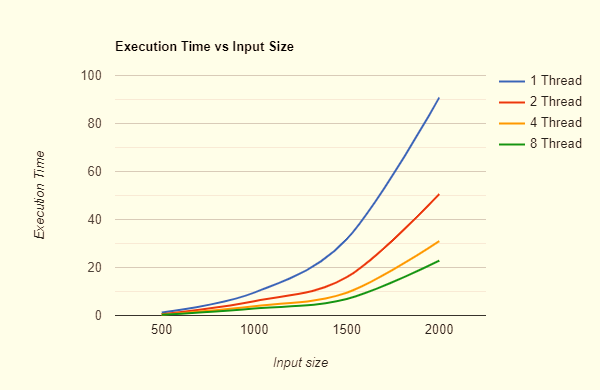 Execution Time vs Input Size
100
80
60
40
20
0
Execution Time
500 1000 1500 2000
Input size
1 Thread
2 Thread
4 Thread
8 Thread